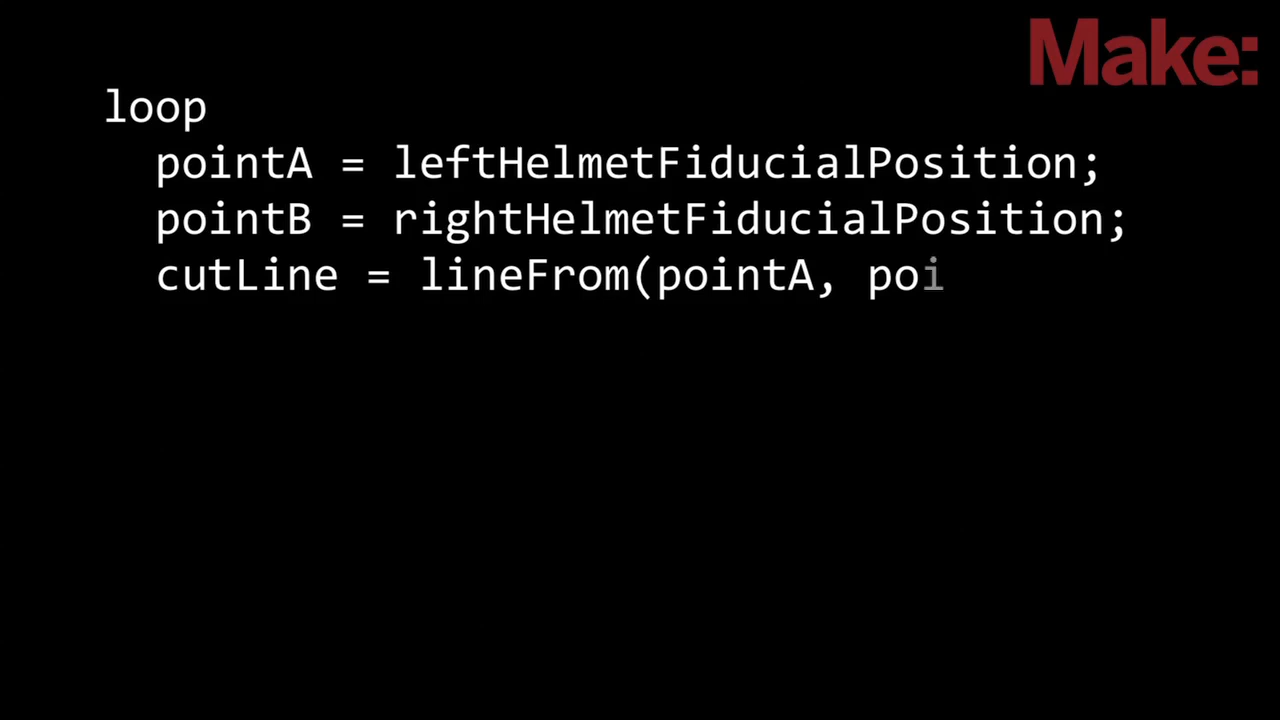 Make:
loop
pointA = leftHelmetFiducialPosition;
pointB = rightHelmetFiducialPosition;
cutLine = lineFrom(pointA, poi